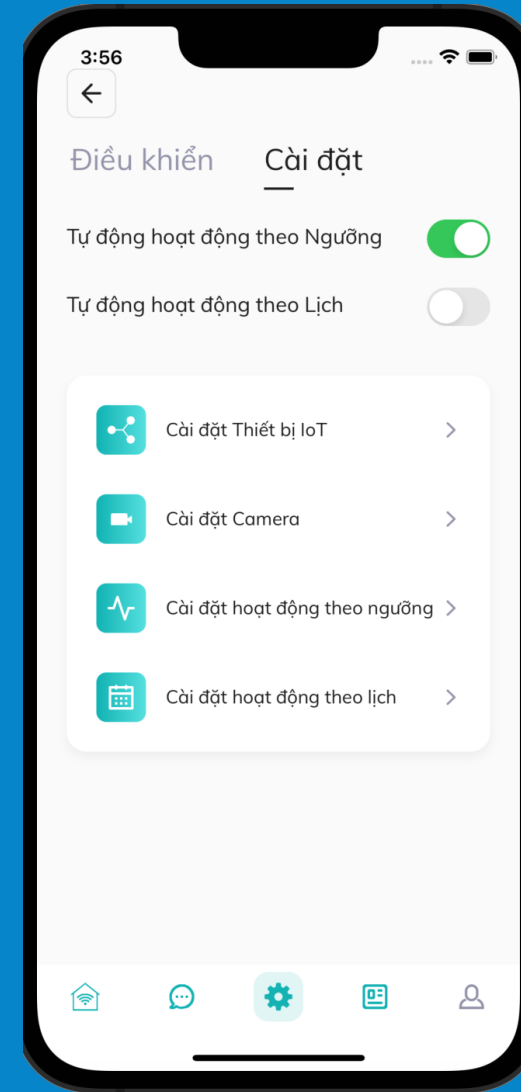 3:56
Điều khiển Cài đặt
Tự động hoạt động theo Ngưỡng
Tự động hoạt động theo Lịch
Cài đặt Thiết bị IoT
Cài đặt Camera
Cài đặt hoạt động theo ngưỡng
Cài đặt hoạt động theo lịch